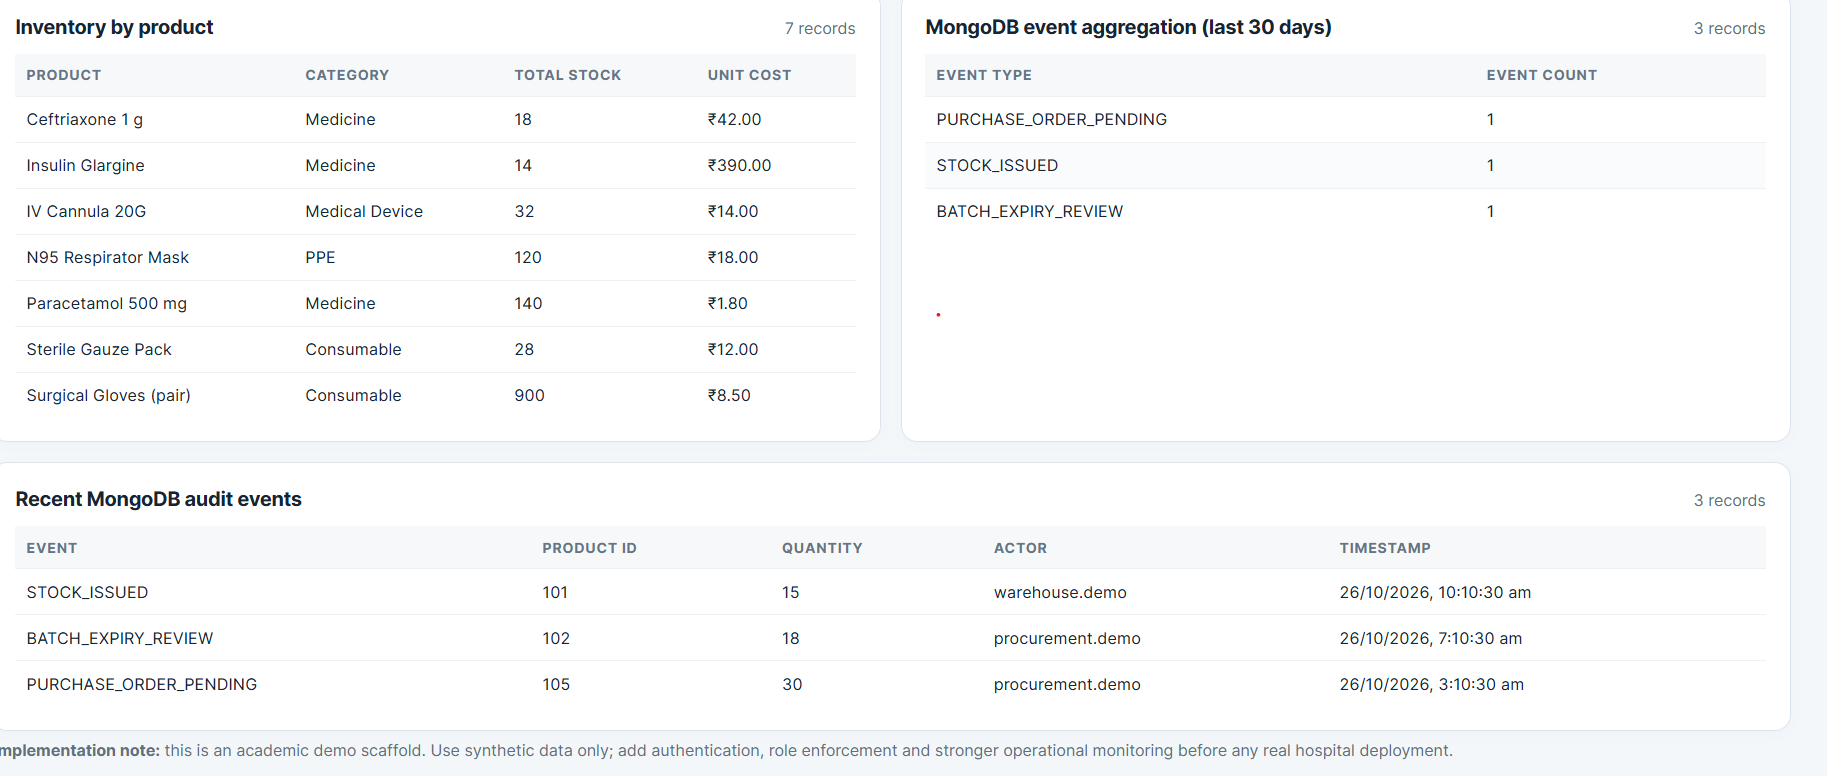 Inventory by product 7 records
PRODUCT CATEGORY TOTAL STOCK UNIT COST
Ceftriaxone 1 g Medicine 18 ₹42.00
Insulin Glargine Medicine 14 ₹390.00
IV Cannula 20G Medical Device 32 ₹14.00
N95 Respirator Mask PPE 120 ₹18.00
Paracetamol 500 mg Medicine 140 ₹1.80
Sterile Gauze Pack Consumable 28 ₹12.00
Surgical Gloves (pair) Consumable 900 ₹8.50
MongoDB event aggregation (last 30 days) 3 records
EVENT TYPE EVENT COUNT
PURCHASE_ORDER_PENDING 1
STOCK_ISSUED 1
BATCH_EXPIRY_REVIEW 1
Recent MongoDB audit events 3 records
EVENT PRODUCT ID QUANTITY ACTOR TIMESTAMP
STOCK_ISSUED 101 15 warehouse.demo 26/10/2026, 10:10:30 am
BATCH_EXPIRY_REVIEW 102 18 procurement.demo 26/10/2026, 7:10:30 am
PURCHASE_ORDER_PENDING 105 30 procurement.demo 26/10/2026, 3:10:30 am
mplementation note: this is an academic demo scaffold. Use synthetic data only; add authentication, role enforcement and stronger operational monitoring before any real hospital deployment.